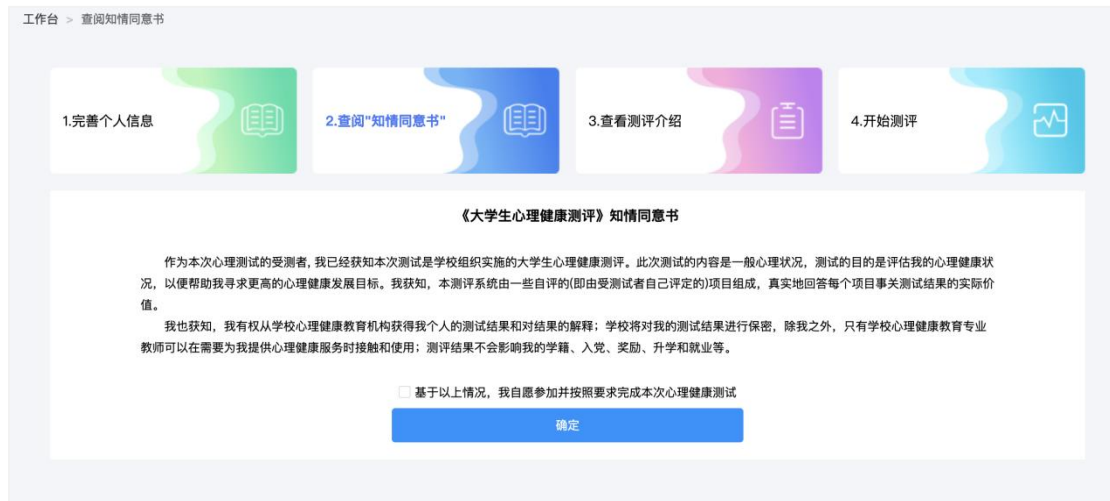 工作台 > 查阅知情同意书
1.完善个人信息
2.查阅"知情同意书"
3.查看测评介绍
4.开始测评
《大学生心理健康测评》知情同意书
作为本次心理测试的受测者, 我已经获知本次测试是学校组织实施的大学生心理健康测评。此次测试的内容是一般心理状况，测试的目的是评估我的心理健康状
况，以便帮助我寻求更高的心理健康发展目标。我获知，本测评系统由一些自评的(即由受测试者自己评定的)项目组成，真实地回答每个项目事关测试结果的实际价
值。
我也获知，我有权从学校心理健康教育机构获得我个人的测试结果和对结果的解释；学校将对我的测试结果进行保密，除我之外，只有学校心理健康教育专业
教师可以在需要为我提供心理健康服务时接触和使用；测评结果不会影响我的学籍、入党、奖励、升学和就业等。
基于以上情况，我自愿参加并按照要求完成本次心理健康测试
确定